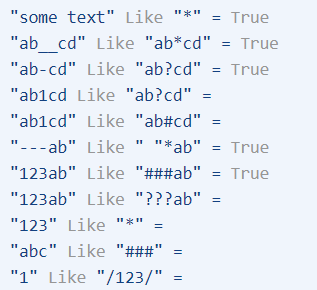 "some text" Like "*" = True
"ab__cd" Like "ab*cd" = True
"ab-cd" Like "ab?cd" = True
"ab1cd Like "ab?cd" =
"ab1cd" Like "ab#cd" =
"---ab" Like " "*ab" = True
"123ab" Like "###ab" = True
"123ab" Like "???ab" =
"123" Like "*" =
"abc" Like "###" =
"1" Like "/123/" =